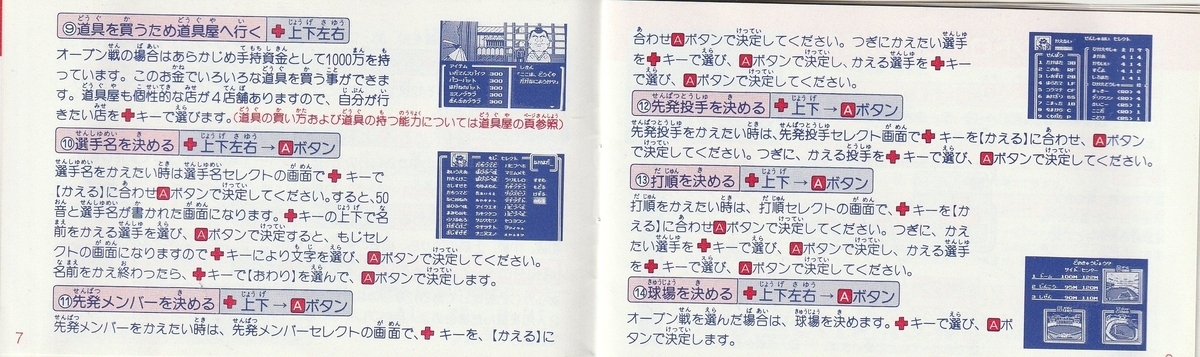 ⑨道具を買うため道具屋へ行く ✚上下左右
オープン戦の場合はあらかじめ手持資金として1000万を持
っています。このお金でいろいろな道具を買う事ができま
す。道具屋も個性的な店が4店舗ありますので、自分が行
きたい店を✚キーで選びます。(道具の買い方および道具の持つ能力については道具屋の頁参照)
⑩選手名を決める ✚上下左右→Aボタン
選手名をかえたい時は選手名セレクトの画面で✚キーで
【かえる】に合わせAボタンで決定してください。すると、50
音と選手名が書かれた画面になります。✚キーの上下で名
前をかえる選手を選び、Aボタンで決定すると、もじセレ
クトの画面になりますので✚キーにより文字を選び、Aボタンで決定してください。
名前をかえ終わったら、✚キーで【おわり】を選んで、Aボタンで決定します。
⑪先発メンバーを決める ✚上下→Aボタン
先発メンバーをかえたい時は、先発メンバーセレクトの画面で、✚キーを、【かえる】に
7
アイテム
300
300
300
300
300
もじ セレクト
合わせAボタンで決定してください。つぎにかえたい選手
を✚キーで選び、Aボタンで決定し、かえる選手を✚キー
で選び、Aボタンで決定してください。
⑫先発投手を決める ✚上下→Aボタン
先発投手をかえたい時は、先発投手セレクト画面で✚キーを【かえる】に合わせ、Aボタン
で決定してください。つぎに、かえる投手を✚キーで選び、Aボタンで決定してください。
⑬打順を決める ✚上下→Aボタン
打順をかえたい時は、打順セレクトの画面で、✚キーを【か
える】に合わせAボタンで決定してください。つぎに、かえ
たい選手を✚キーで選び、Aボタンで決定し、かえる選手
を✚キーで選び、Aボタンで決定してください。
⑭球場を決める ✚上下左右→Aボタン
オープン戦を選んだ場合は、球場を決めます。✚キーで選び、Aボ
タンで決定します。
サイド センター
1 ドーム 100M 122M